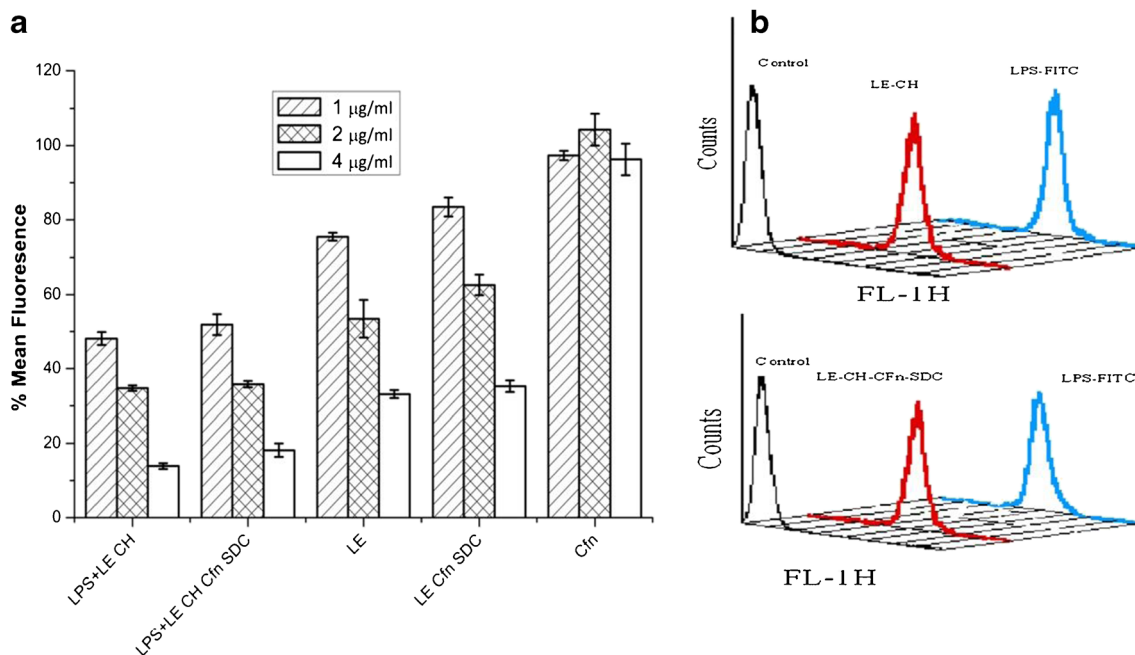 a
% Mean Fluoresence
120
100
80
60
40
20
0
1 μg/ml
2 μg/ml
4 μg/ml
LPS+LE CH
LPS+LE CH Cfn SDC
LE
LE Cfn SDC
Cfn
b
Control
LE-CH
LPS-FITC
Counts
FL-1H
Control
LE-CH-CFn-SDC
LPS-FITC
Counts
FL-1H